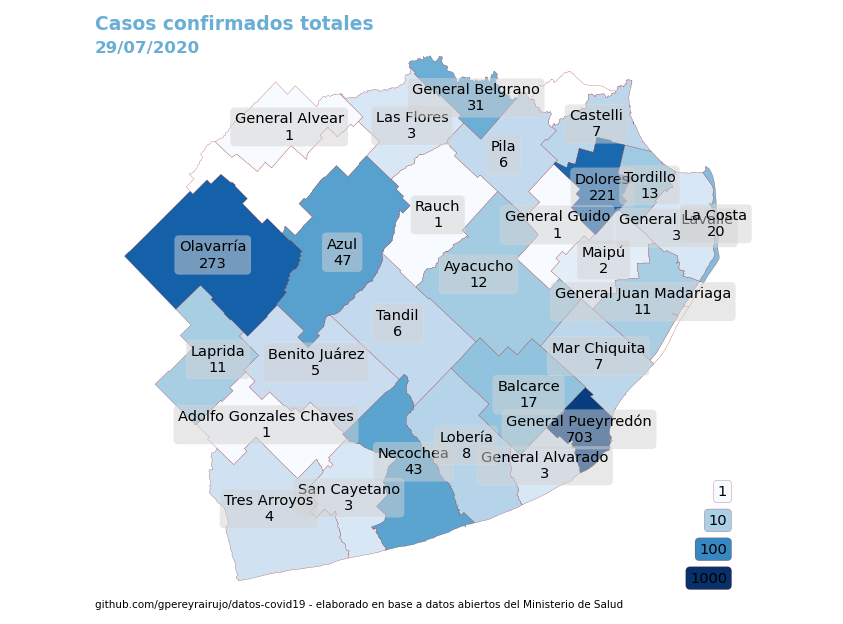 Casos confirmados totales
29/07/2020
General Belgrano
31
General Alvear
1
Las Flores
3
Castelli
7
Pila
6
Dolores
221
Tordillo
13
Rauch
1
General Guido
1
General Lavalle
3
La Costa
20
Olavarría
273
Azul
47
Maipú
2
Ayacucho
12
General Juan Madariaga
11
Tandil
6
Laprida
11
Benito Juárez
5
Mar Chiquita
7
Balcarce
17
Adolfo Gonzales Chaves
1
General Pueyrredón
703
Lobería
8
Necochea
43
General Alvarado
3
San Cayetano
3
Tres Arroyos
4
1
10
100
1000
github.com/gpereyrairujo/datos-covid19 - elaborado en base a datos abiertos del Ministerio de Salud